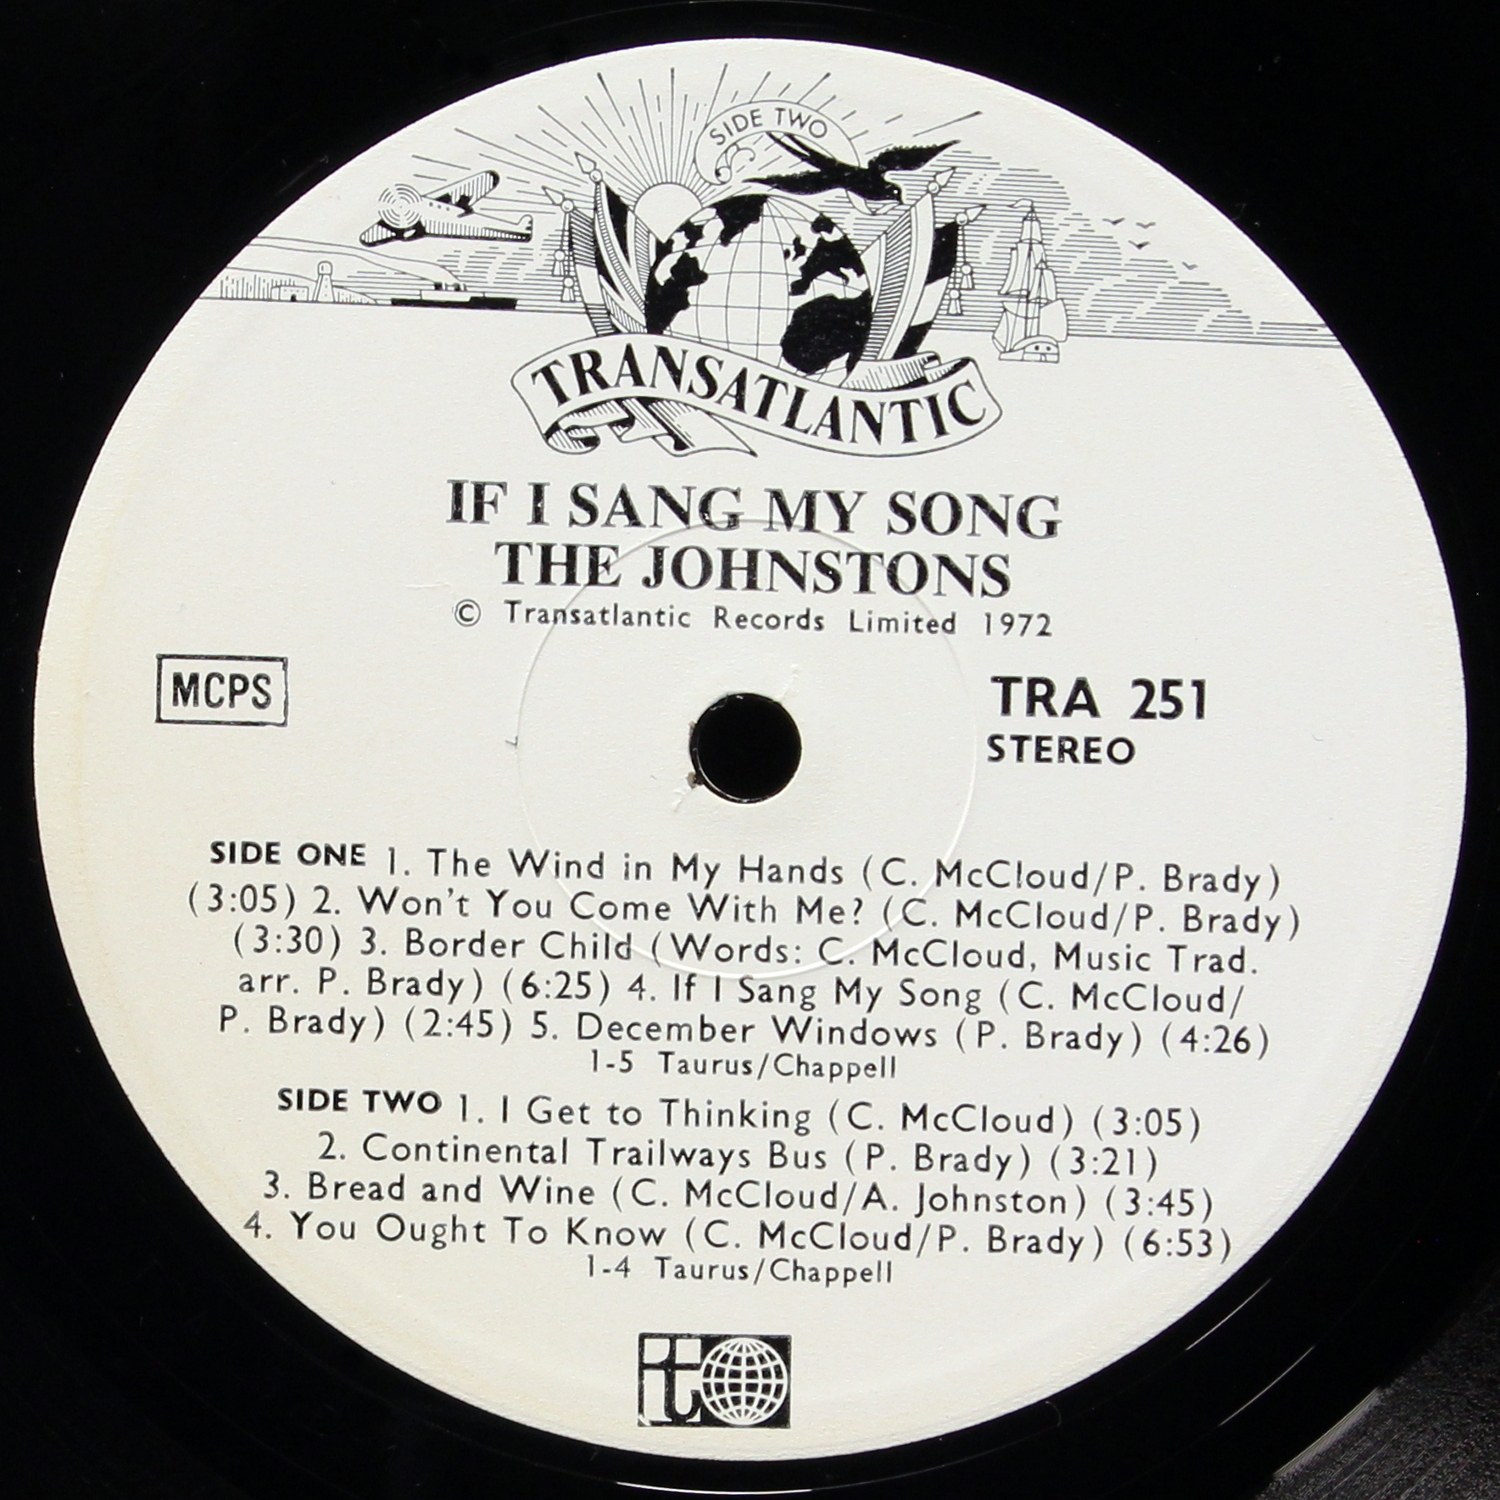 SIDE TWO
TRANSATLANTIC
IF I SANG MY SONG
THE JOHNSTONS
© Transatlantic Records Limited 1972
MCPS
TRA 251
STEREO
SIDE ONE 1. The Wind in My Hands (C. McCloud/P. Brady)
(3:05) 2. Won't You Come With Me? (C. McCloud/P. Brady)
(3:30) 3. Border Child (Words: C. McCloud, Music Trad.
arr. P. Brady) (6:25) 4. If I Sang My Song (C. McCloud/
P. Brady) (2:45) 5. December Windows (P. Brady) (4:26)
1-5 Taurus/Chappell
SIDE TWO 1. I Get to Thinking (C. McCloud) (3:05)
2. Continental Trailways Bus (P. Brady) (3:21)
3. Bread and Wine (C. McCloud/A. Johnston) (3:45)
4. You Ought To Know (C. McCloud/P. Brady) (6:53)
1-4 Taurus/Chappell